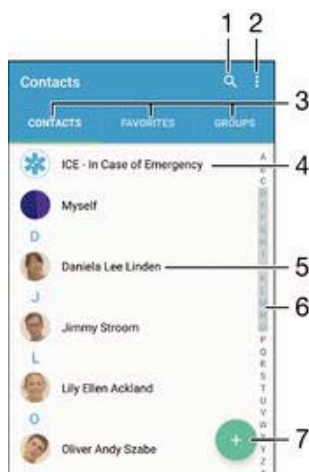 1 2
Contacts
3
CONTACTS FAVORITES GROUPS
ICE - In Case of Emergency
4
Myself
D
Daniela Lee Linden
5
J
Jimmy Stroom
6
L
Lily Ellen Ackland
O
Oliver Andy Szabe
+
7
A
B
C
P
Q
R
S
T
U
V
W
X
Y
Z